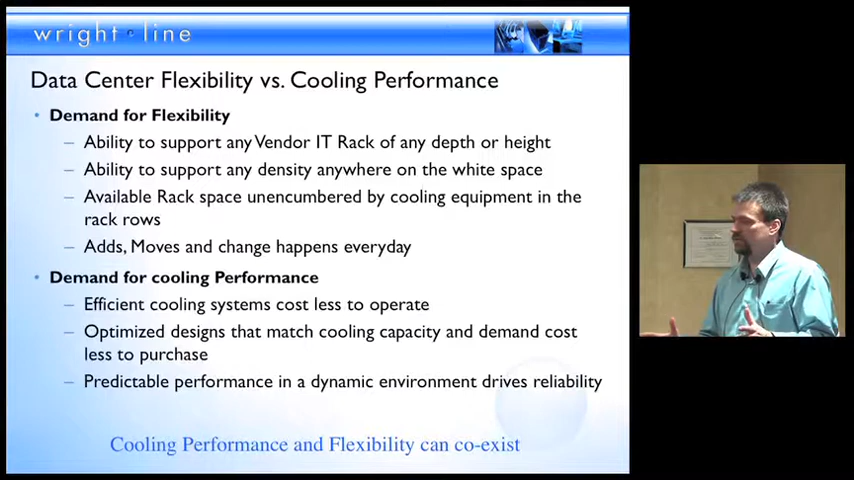 wright line
Data Center Flexibility vs. Cooling Performance
• Demand for Flexibility
– Ability to support any Vendor IT Rack of any depth or height
– Ability to support any density anywhere on the white space
– Available Rack space unencumbered by cooling equipment in the
rack rows
– Adds, Moves and change happens everyday
• Demand for cooling Performance
– Efficient cooling systems cost less to operate
– Optimized designs that match cooling capacity and demand cost
less to purchase
– Predictable performance in a dynamic environment drives reliability
Cooling Performance and Flexibility can co-exist